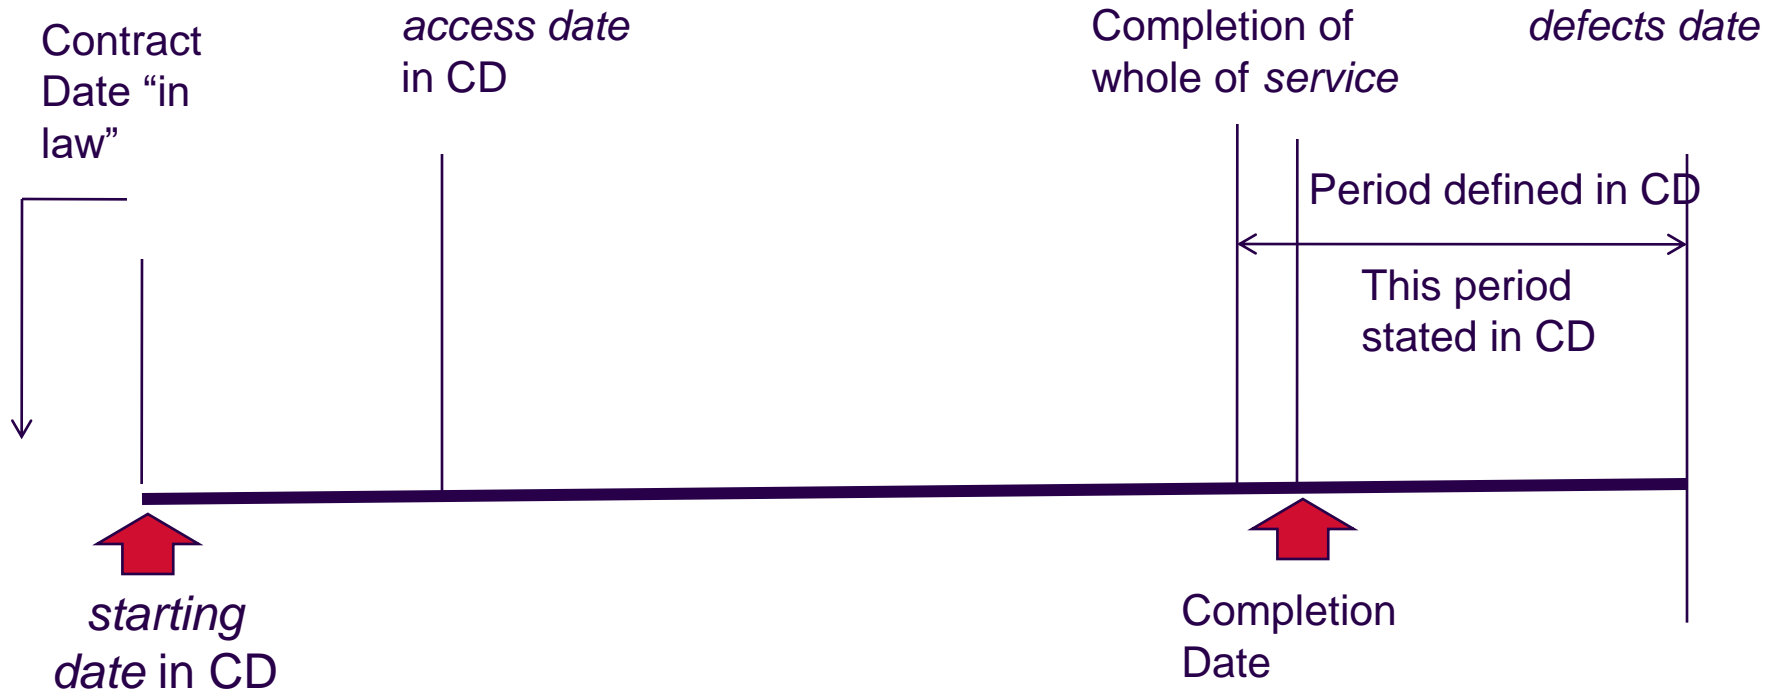 Contract
Date “in
law”
access date
in CD
Completion of
whole of service
defects date
Period defined in CD
This period
stated in CD
starting
date in CD
Completion
Date